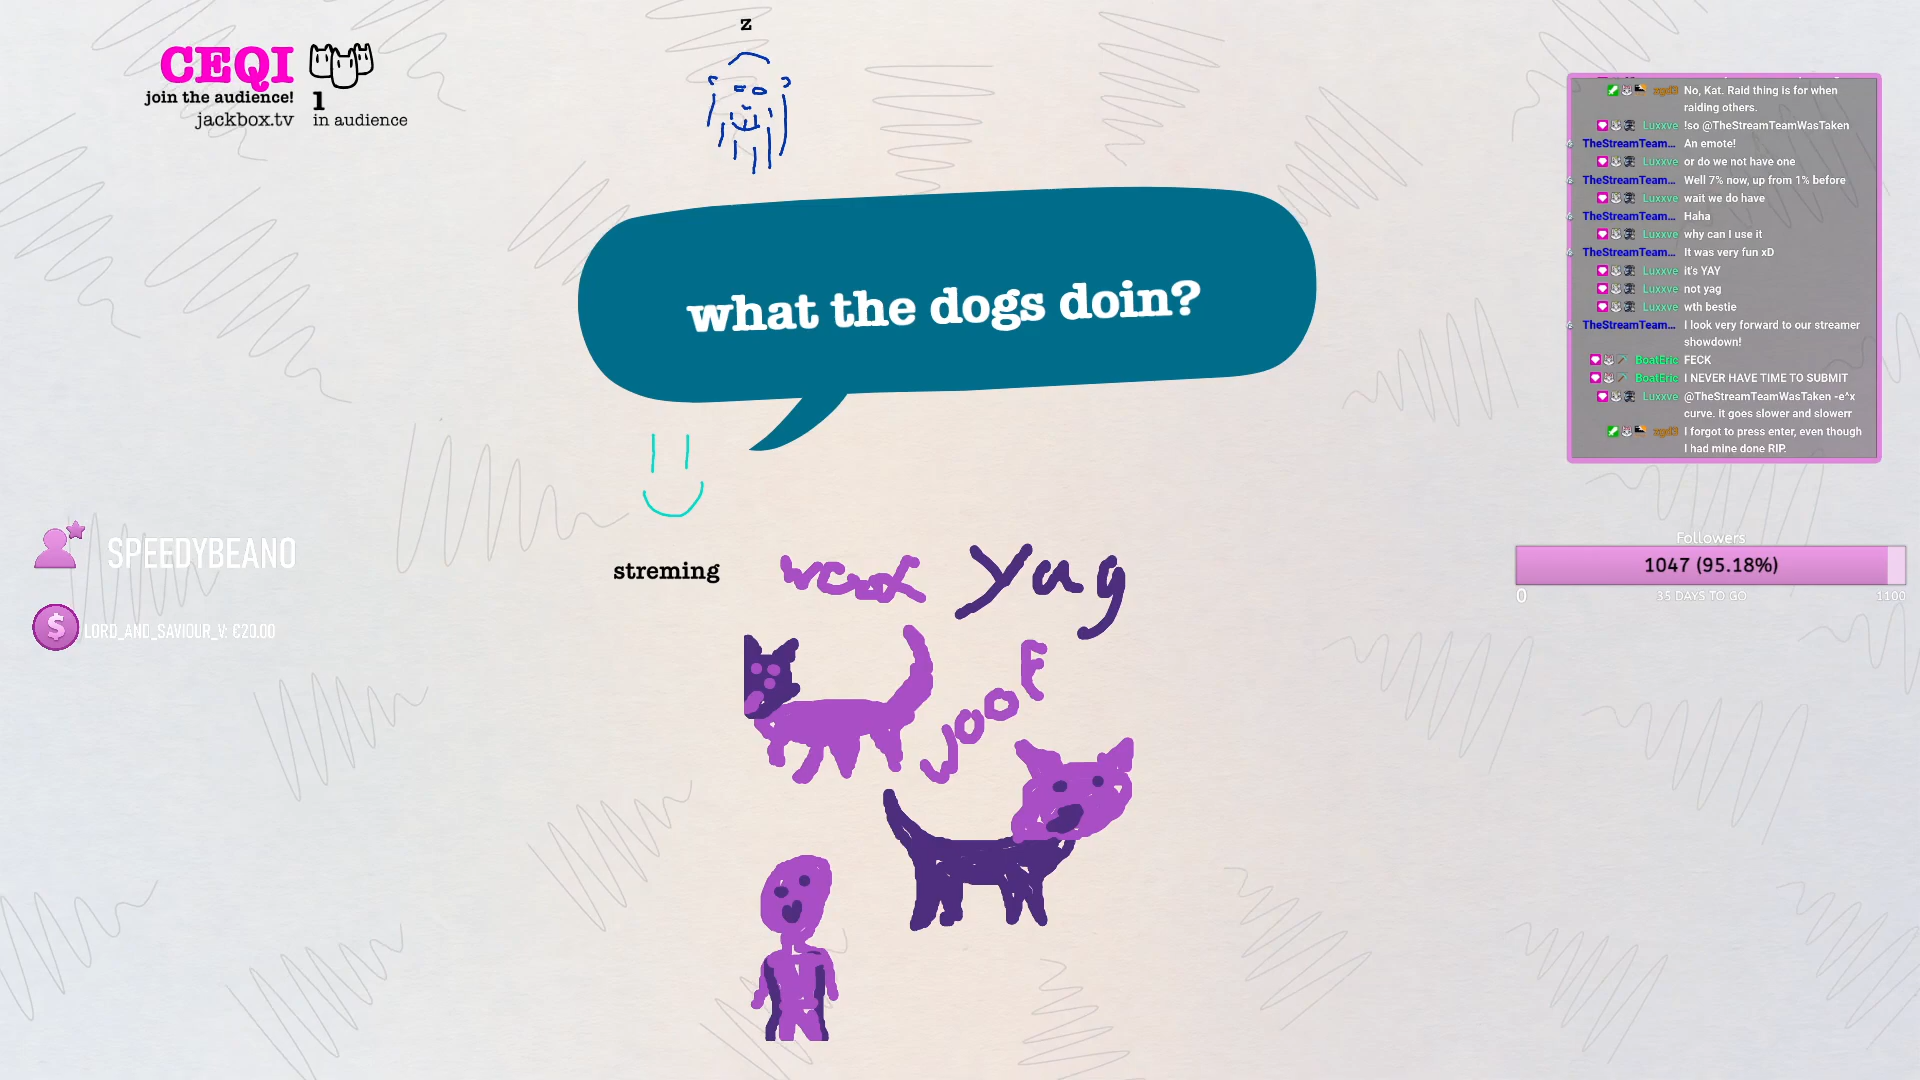 z
CEQI
join the audience!
jackbox.tv
1
in audience
what the dogs doin?
streming
woof
yag
woof
SPEEDYBEANO
LORD_AND_SAVIOUR_V: €20.00
zgd3 No, Kat. Raid thing is for when
raiding others.
Luxxve !so @TheStreamTeamWasTaken
TheStreamTeam... An emote!
Luxxve or do we not have one
TheStreamTeam... Well 7% now, up from 1% before
Luxxve wait we do have
TheStreamTeam... Haha
Luxxve why can I use it
TheStreamTeam... It was very fun xD
Luxxve it's YAY
Luxxve not yag
Luxxve wth bestie
TheStreamTeam... I look very forward to our streamer
showdown!
BoatEric FECK
BoatEric I NEVER HAVE TIME TO SUBMIT
Luxxve @TheStreamTeamWasTaken -e^x
curve. It goes slower and slowerr
zgd3 I forgot to press enter, even though
I had mine done RIP.
Followers
1047 (95.18%)
0
35 DAYS TO GO
1100